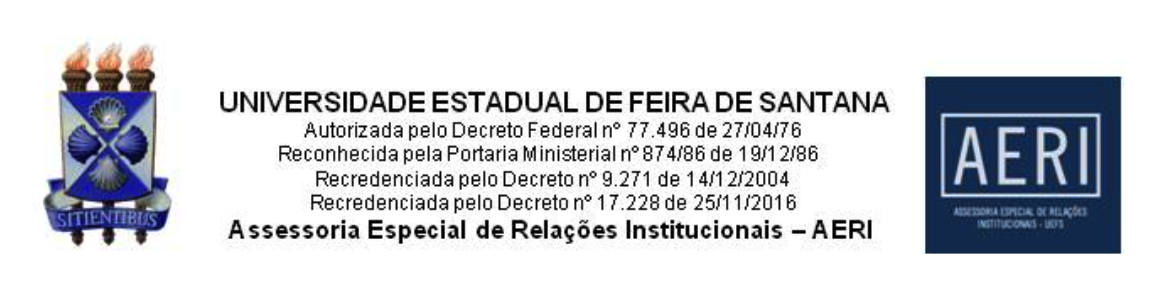 SITIENTIBUS
UNIVERSIDADE ESTADUAL DE FEIRA DE SANTANA
Autorizada pelo Decreto Federal nº 77.496 de 27/04/76
Reconhecida pela Portaria Ministerial nº 874/86 de 19/12/86
Recredenciada pelo Decreto nº 9.271 de 14/12/2004
Recredenciada pelo Decreto nº 17.228 de 25/11/2016
Assessoria Especial de Relações Institucionais – AERI
AERI
ASSESSORIA ESPECIAL DE RELAÇÕES
INSTITUCIONAIS - UEFS